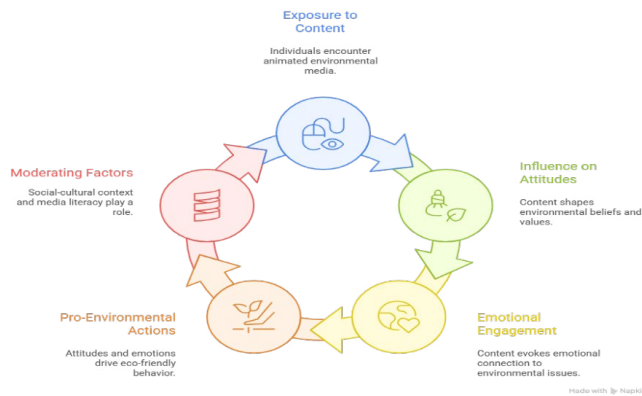 Exposure to
Content
Individuals encounter
animated environmental
media.
Influence on
Attitudes
Content shapes
environmental beliefs and
values.
Emotional
Engagement
Content evokes emotional
connection to
environmental issues.
Pro-Environmental
Actions
Attitudes and emotions
drive eco-friendly
behavior.
Moderating Factors
Social-cultural context
and media literacy play a
role.
Made with Napki